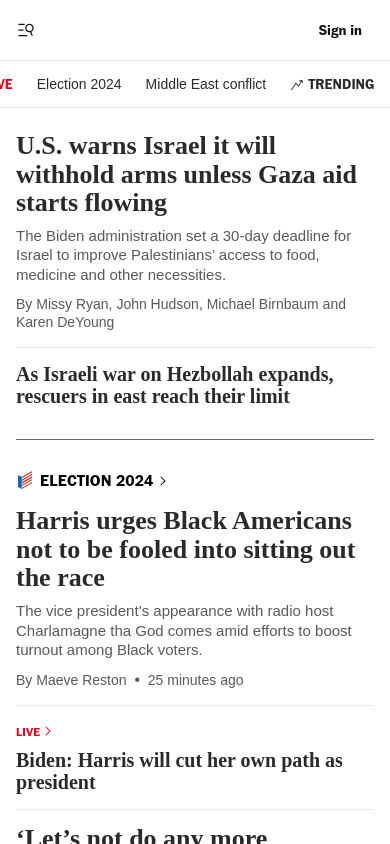 Sign in
VE Election 2024 Middle East conflict TRENDING
U.S. warns Israel it will
withhold arms unless Gaza aid
starts flowing
The Biden administration set a 30-day deadline for
Israel to improve Palestinians’ access to food,
medicine and other necessities.
By Missy Ryan, John Hudson, Michael Birnbaum and
Karen DeYoung
As Israeli war on Hezbollah expands,
rescuers in east reach their limit
ELECTION 2024
Harris urges Black Americans
not to be fooled into sitting out
the race
The vice president’s appearance with radio host
Charlamagne tha God comes amid efforts to boost
turnout among Black voters.
By Maeve Reston • 25 minutes ago
LIVE
Biden: Harris will cut her own path as
president
‘Let’s not do any more